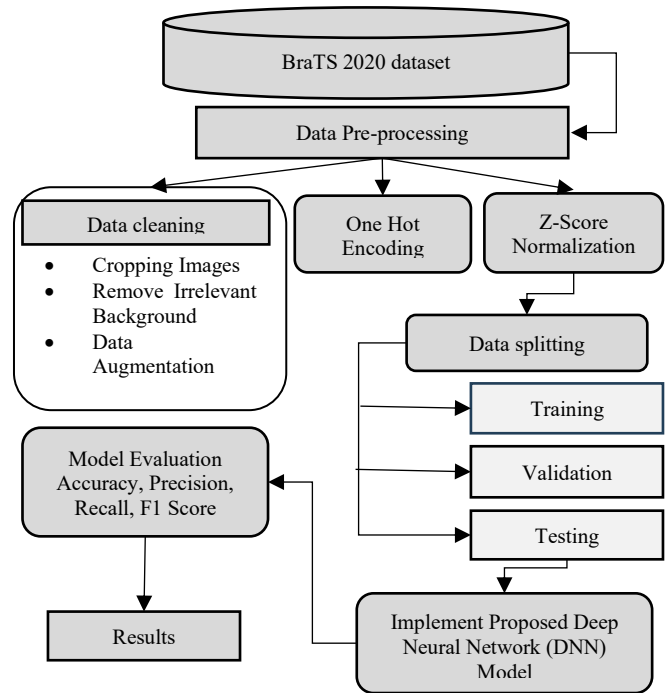 BraTS 2020 dataset
Data Pre-processing
Data cleaning
• Cropping Images
• Remove Irrelevant
Background
• Data
Augmentation
One Hot
Encoding
Z-Score
Normalization
Data splitting
Training
Validation
Testing
Implement Proposed Deep
Neural Network (DNN)
Model
Model Evaluation
Accuracy, Precision,
Recall, F1 Score
Results